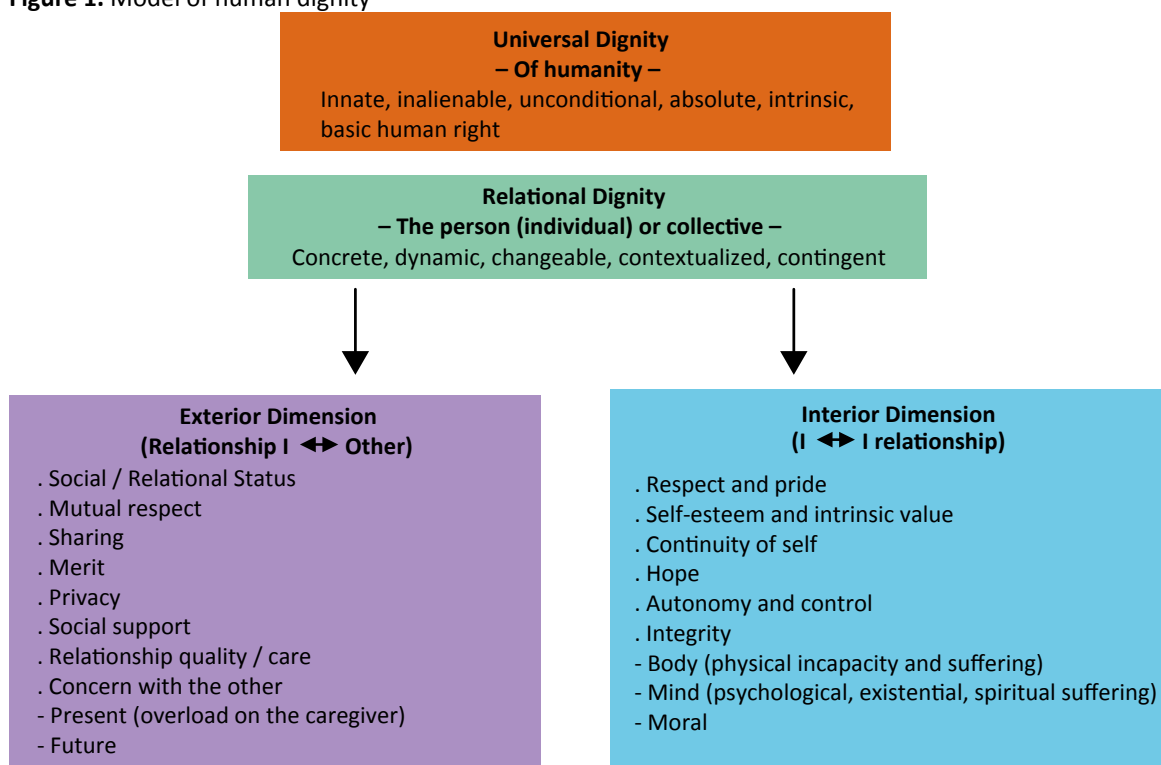 Figure 1. Model of human dignity
Universal Dignity
– Of humanity –
Innate, inalienable, unconditional, absolute, intrinsic,
basic human right
Relational Dignity
– The person (individual) or collective –
Concrete, dynamic, changeable, contextualized, contingent
Exterior Dimension
(Relationship I ↔ Other)
. Social / Relational Status
. Mutual respect
. Sharing
. Merit
. Privacy
. Social support
. Relationship quality / care
. Concern with the other
- Present (overload on the caregiver)
- Future
Interior Dimension
(I ↔ I relationship)
. Respect and pride
. Self-esteem and intrinsic value
. Continuity of self
. Hope
. Autonomy and control
. Integrity
- Body (physical incapacity and suffering)
- Mind (psychological, existential, spiritual suffering)
- Moral